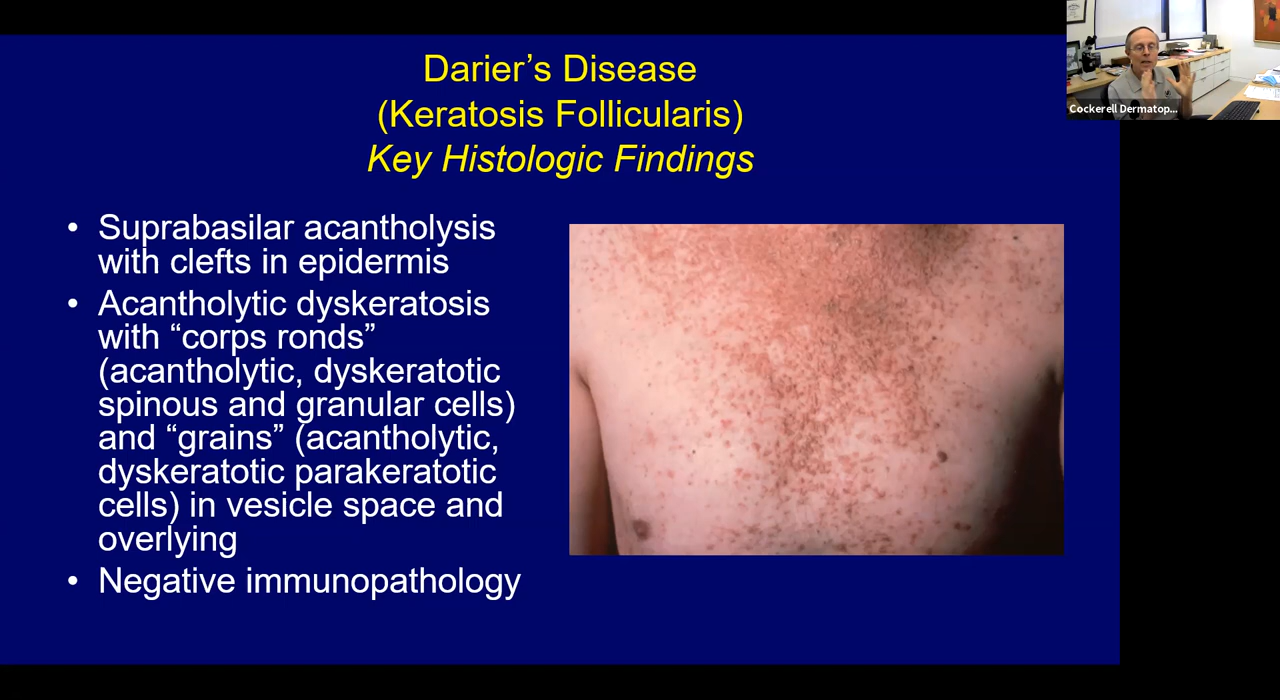 Darier’s Disease
(Keratosis Follicularis)
Key Histologic Findings
• Suprabasilar acantholysis
with clefts in epidermis
• Acantholytic dyskeratosis
with “corps ronds”
(acantholytic, dyskeratotic
spinous and granular cells)
and “grains” (acantholytic,
dyskeratotic parakeratotic
cells) in vesicle space and
overlying
• Negative immunopathology
Cockerell Dermatop...